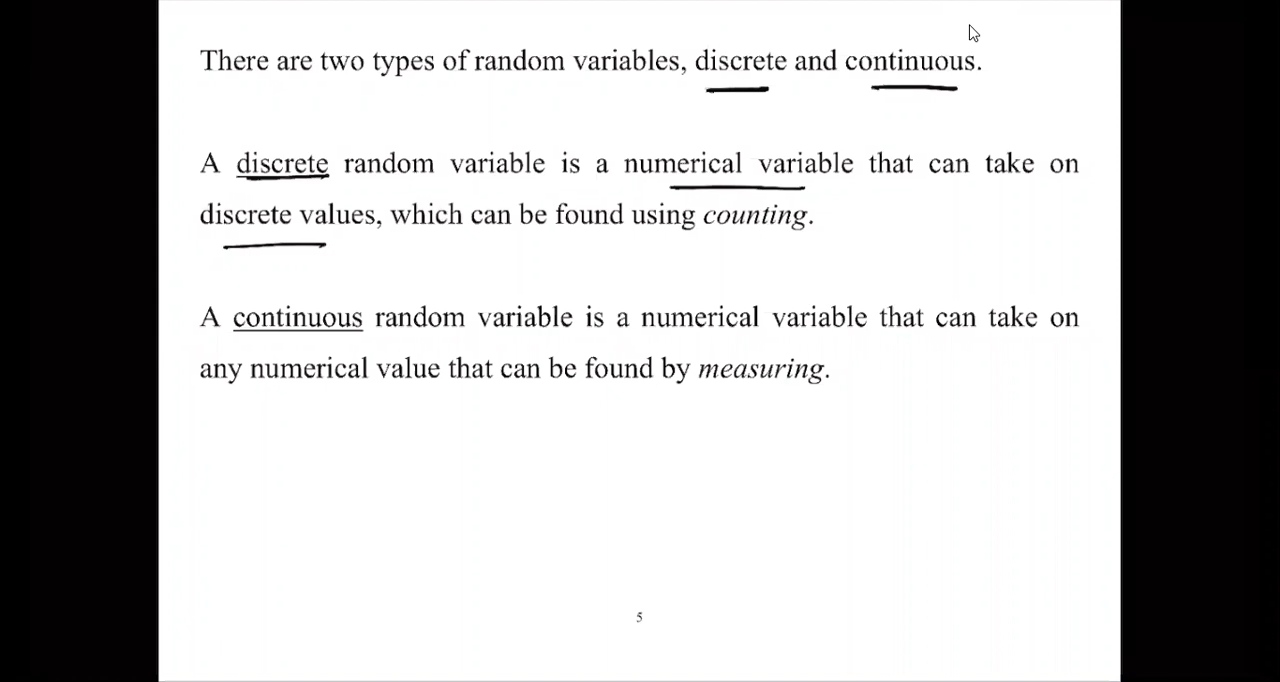 There are two types of random variables, discrete and continuous.
A discrete random variable is a numerical variable that can take on
discrete values, which can be found using counting.
A continuous random variable is a numerical variable that can take on
any numerical value that can be found by measuring.
5